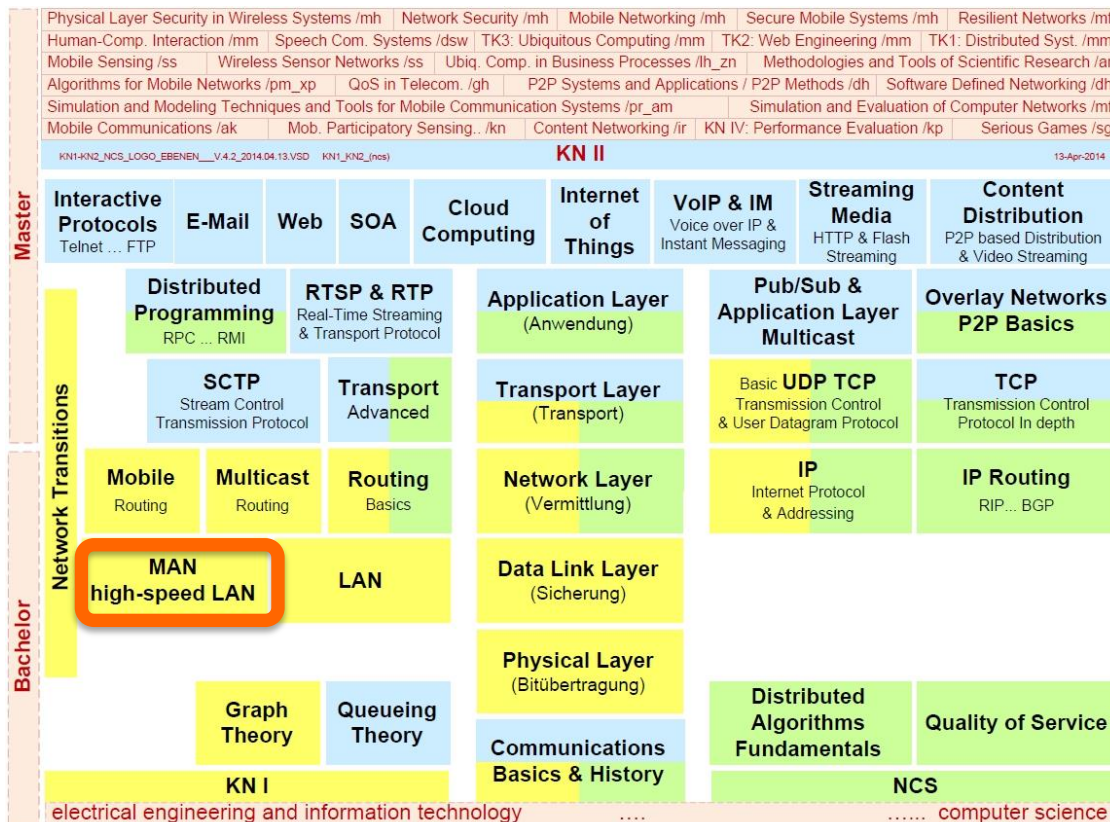 Physical Layer Security in Wireless Systems /mh Network Security /mh Mobile Networking /mh Secure Mobile Systems /mh Resilient Networks /mf
Human-Comp. Interaction /mm Speech Com. Systems /dsw TK3: Ubiquitous Computing /mm TK2: Web Engineering /mm TK1: Distributed Syst. /mm
Mobile Sensing /ss Wireless Sensor Networks /ss Ubiq. Comp. in Business Processes /lh_zn Methodologies and Tools of Scientific Research /ar
Algorithms for Mobile Networks /pm_xp QoS in Telecom. /gh P2P Systems and Applications / P2P Methods /dh Software Defined Networking /dh
Simulation and Modeling Techniques and Tools for Mobile Communication Systems /pr_am Simulation and Evaluation of Computer Networks /mf
Mobile Communications /ak Mob. Participatory Sensing.. /kn Content Networking /ir KN IV: Performance Evaluation /kp Serious Games /sg
KN1-KN2_NCS_LOGO_EBENEN___V.4.2_2014.04.13.VSD KN1_KN2_(ncs) KN II 13-Apr-2014
Master
Interactive
Protocols
Telnet ... FTP
E-Mail
Web
SOA
Cloud
Computing
Internet
of
Things
VoIP & IM
Voice over IP &
Instant Messaging
Streaming
Media
HTTP & Flash
Streaming
Content
Distribution
P2P based Distribution
& Video Streaming
Network Transitions
Distributed
Programming
RPC ... RMI
RTSP & RTP
Real-Time Streaming
& Transport Protocol
Application Layer
(Anwendung)
Pub/Sub &
Application Layer
Multicast
Overlay Networks
P2P Basics
SCTP
Stream Control
Transmission Protocol
Transport
Advanced
Transport Layer
(Transport)
Basic UDP TCP
Transmission Control
& User Datagram Protocol
TCP
Transmission Control
Protocol In depth
Bachelor
Mobile
Routing
Multicast
Routing
Routing
Basics
Network Layer
(Vermittlung)
IP
Internet Protocol
& Addressing
IP Routing
RIP... BGP
MAN
high-speed LAN
LAN
Data Link Layer
(Sicherung)
Physical Layer
(Bitübertragung)
Graph
Theory
Queueing
Theory
Communications
Basics & History
Distributed
Algorithms
Fundamentals
Quality of Service
KN I
NCS
electrical engineering and information technology .... ...... computer science